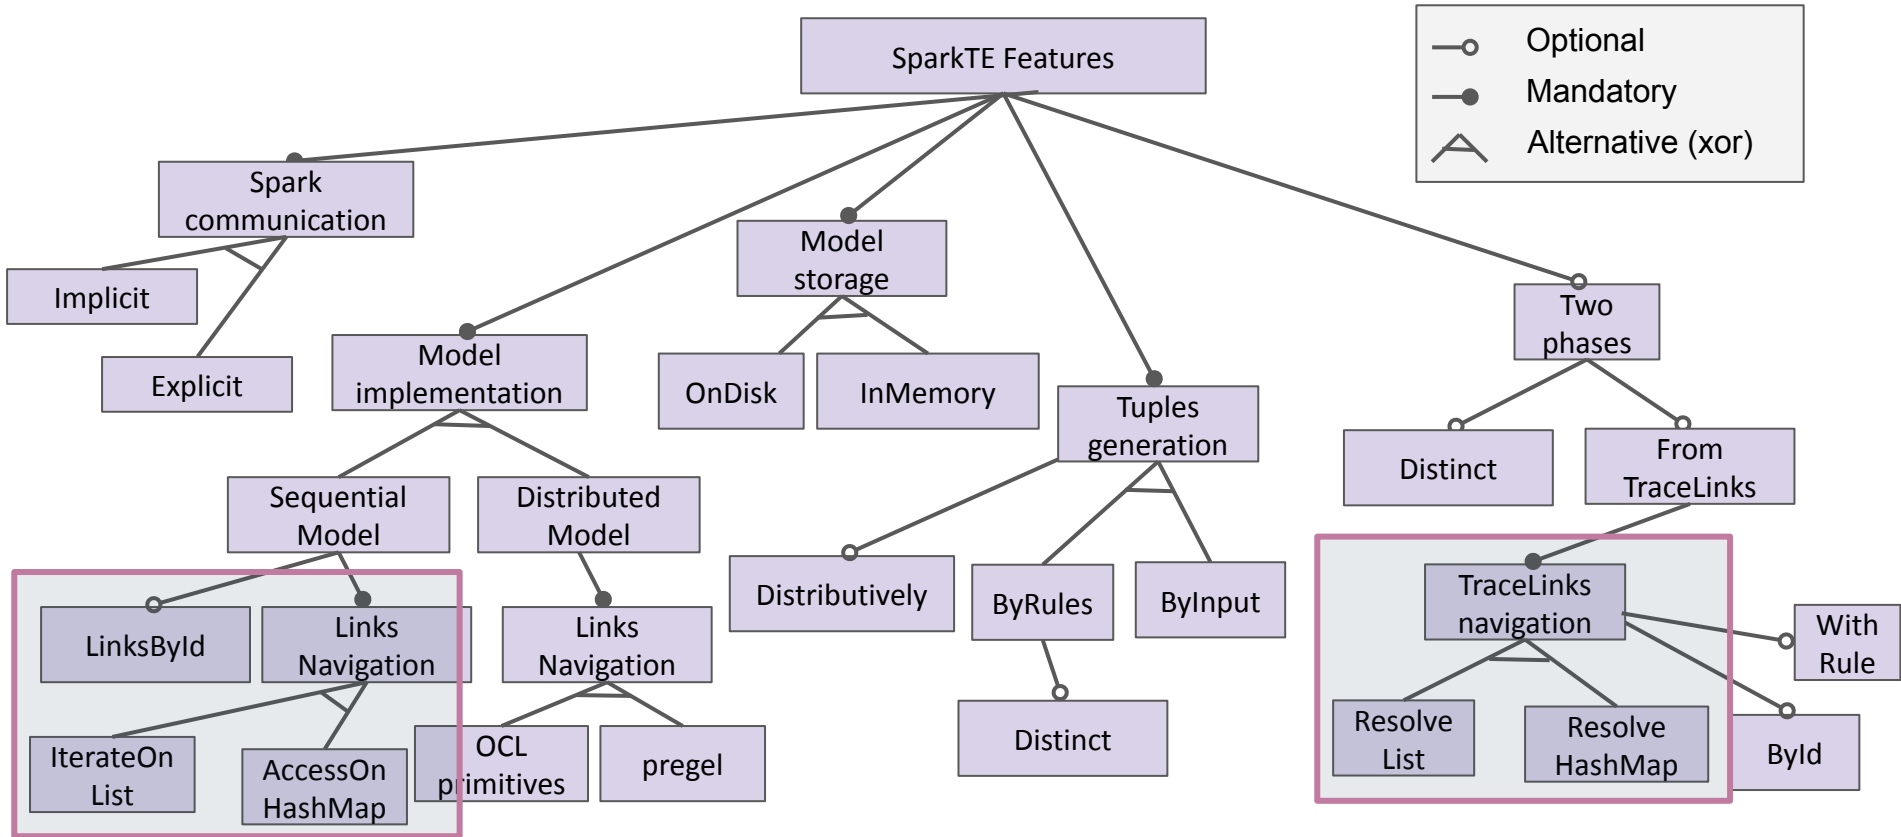 SparkTE Features
Optional
Mandatory
Alternative (xor)
Spark
communication
Implicit
Explicit
Model
implementation
Model
storage
OnDisk
InMemory
Tuples
generation
Two
phases
Distinct
From
TraceLinks
Sequential
Model
Distributed
Model
Distributively
ByRules
ByInput
Distinct
LinksById
Links
Navigation
Links
Navigation
IterateOn
List
AccessOn
HashMap
OCL
primitives
pregel
TraceLinks
navigation
With
Rule
Resolve
List
Resolve
HashMap
ById